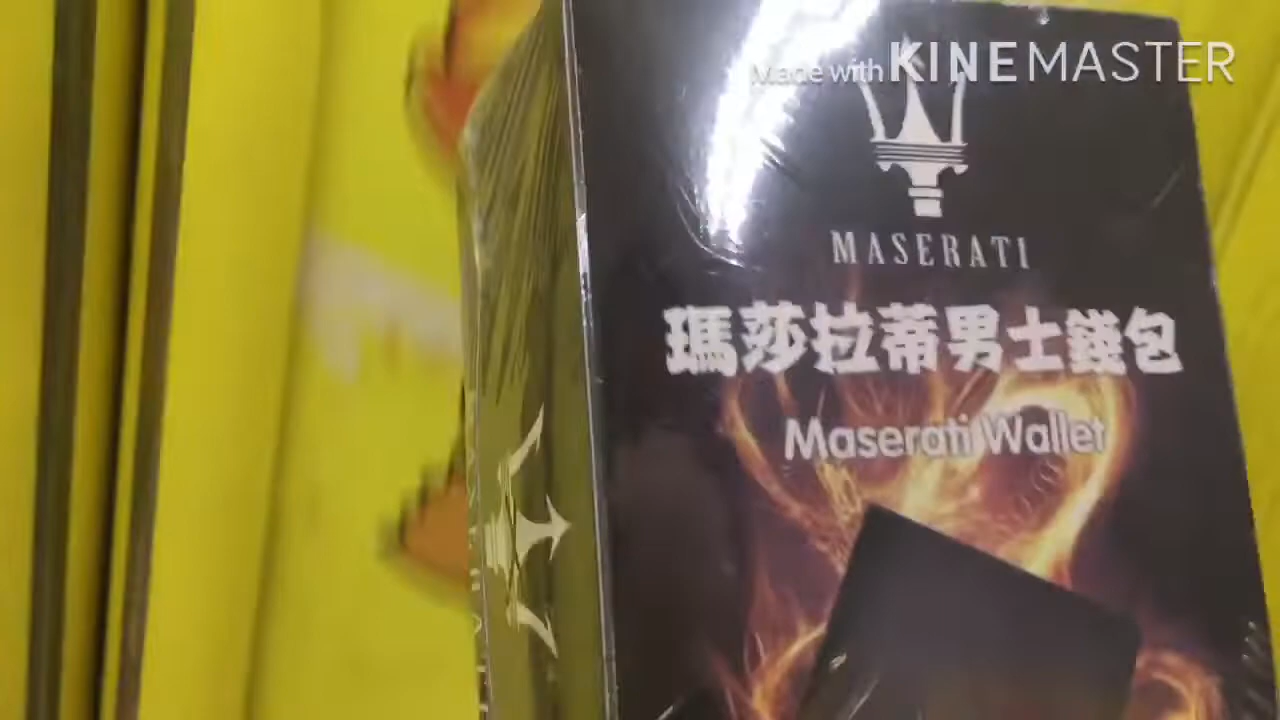 Made with KINEMASTER
MASERATI
瑪莎拉蒂男士錢包
Maserati Wallet